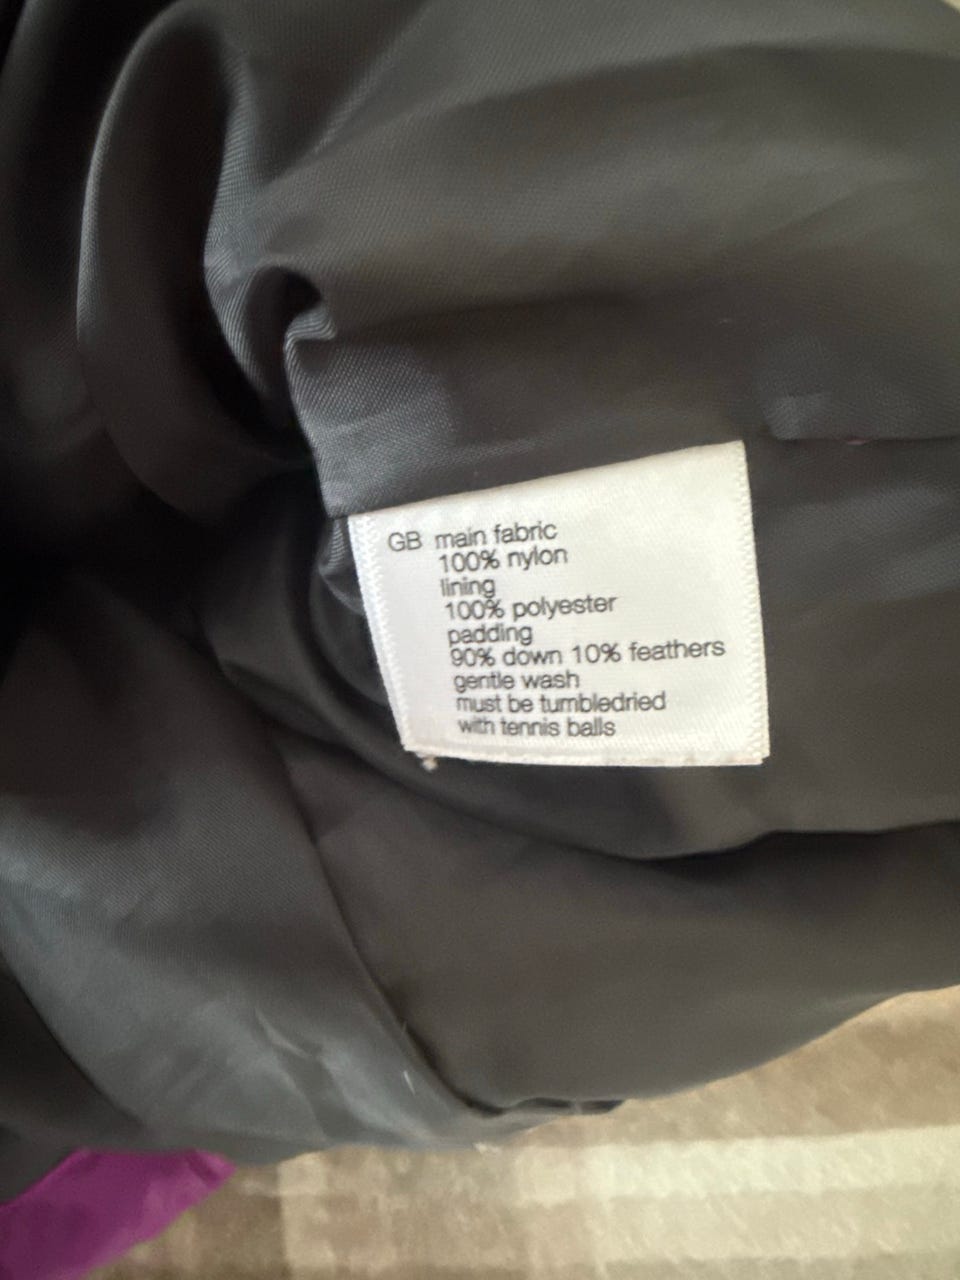 GB main fabric
100% nylon
lining
100% polyester
padding
90% down 10% feathers
gentle wash
must be tumbledried
with tennis balls